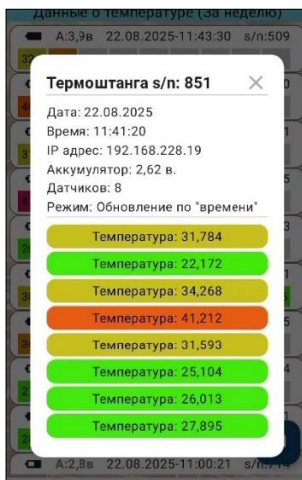 Данные о температуре (За неделю)
А:3,9в 22.08.2025-11:43:30 s/n:509
Термоштанга s/n: 851
Дата: 22.08.2025
Время: 11:41:20
IP адрес: 192.168.228.19
Аккумулятор: 2,62 в.
Датчиков: 8
Режим: Обновление по "времени"
Температура: 31,784
Температура: 22,172
Температура: 34,268
Температура: 41,212
Температура: 31,593
Температура: 25,104
Температура: 26,013
Температура: 27,895
А:2,8в 22.08.2025-11:00:21 s/n:714